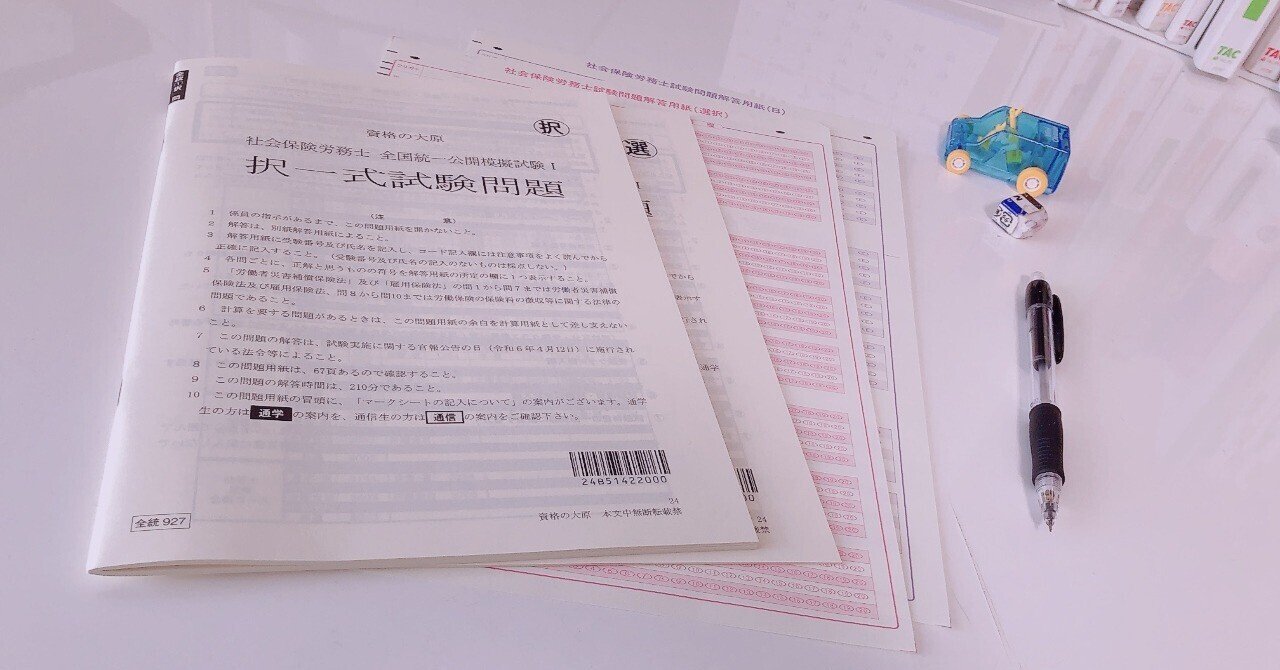 択
資格の大原
社会保険労務士 全国統一公開模擬試験 I
択一式試験問題
(注 意)
1 係員の指示があるまで、この問題用紙を開かないこと。
2 解答は、別紙解答用紙によること。
3 解答用紙に受験番号及び氏名を記入し、コード記入欄には注意事項をよく読んでから
正確に記入すること。(受験番号及び氏名の記入のないものは採点しない。)
4 各問ごとに、正解と思うものの符号を解答用紙の所定の欄に1つ表示すること。
5 「労働者災害補償保険法」及び「雇用保険法」の問1から問7までは労働者災害補償
保険法及び雇用保険法、問8から問10までは労働保険の保険料の徴収等に関する法律の
問題であること。
6 計算を要する問題があるときは、この問題用紙の余白を計算用紙として差し支えない
こと。
7 この問題の解答は、試験実施に関する官報公告の日(令和6年4月12日)に施行され
ている法令等によること。
8 この問題用紙は、67頁あるので確認すること。
9 この問題の解答時間は、210分であること。
10 この問題用紙の冒頭に、「マークシートの記入について」の案内がございます。通学
生の方は 通学 の案内を、通信生の方は 通信 の案内をご確認下さい。
24851422000
24
資格の大原 本文中無断転載禁
全統 927
選
24
載禁
社会保険労務士試験問題解答用紙(選択)
社会保険労務士試験問題解答用紙(B)
TAC
TAC
TAC